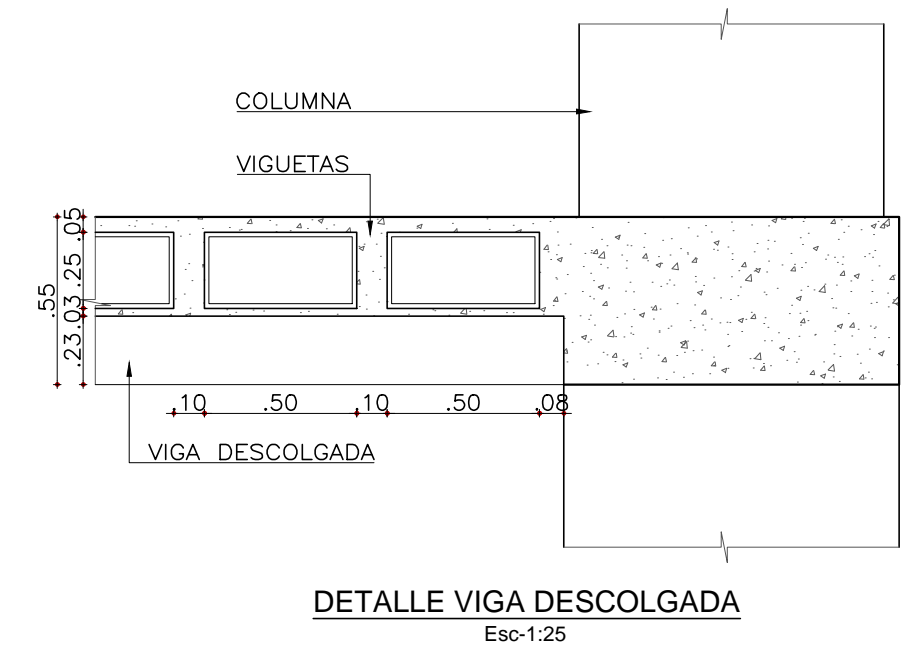 COLUMNA
VIGUETAS
.55
.05
.25
.03
.23
.10
.50
.10
.50
.08
VIGA DESCOLGADA
DETALLE VIGA DESCOLGADA
Esc-1:25